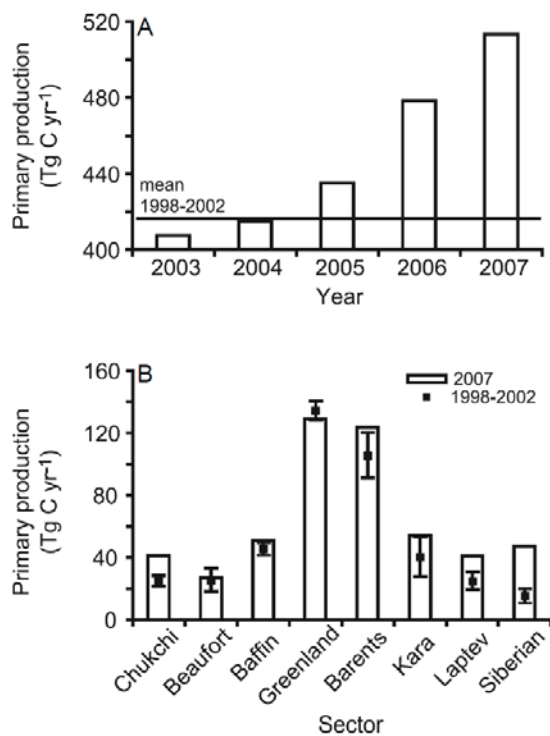 A
Primary production
(Tg C yr⁻¹)
520
480
440
400
mean
1998-2002
2003 2004 2005 2006 2007
Year
B
Primary production
(Tg C yr⁻¹)
160
120
80
40
0
2007
1998-2002
Chukchi
Beaufort
Baffin
Greenland
Barents
Kara
Laptev
Siberian
Sector